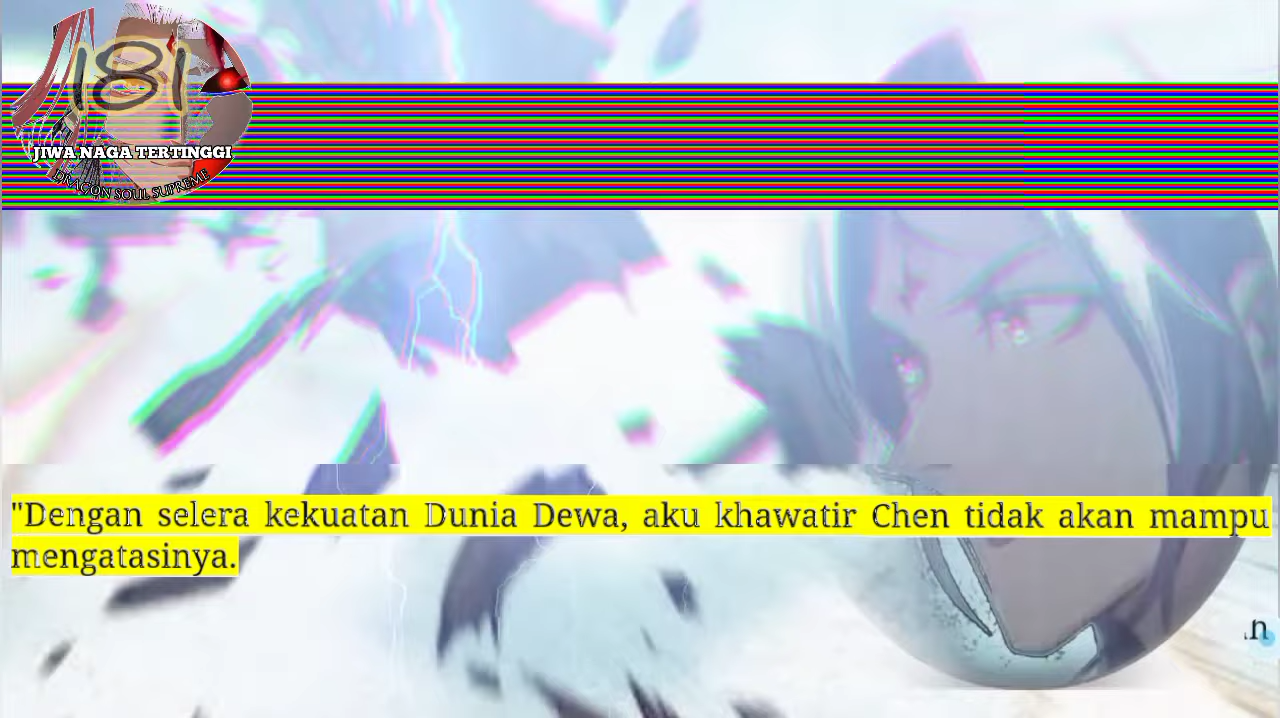 181
JIWA NAGA TERTINGGI
DRAGON SOUL SUPREME
"Dengan selera kekuatan Dunia Dewa, aku khawatir Chen tidak akan mampu
mengatasinya.
.n